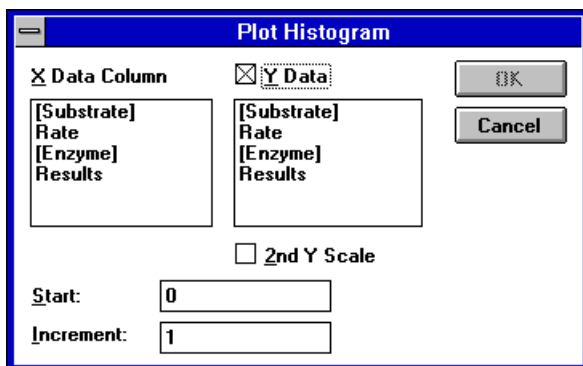 Plot Histogram
X Data Column
Y Data
OK
Cancel
[Substrate]
Rate
[Enzyme]
Results
[Substrate]
Rate
[Enzyme]
Results
2nd Y Scale
Start:
0
Increment:
1